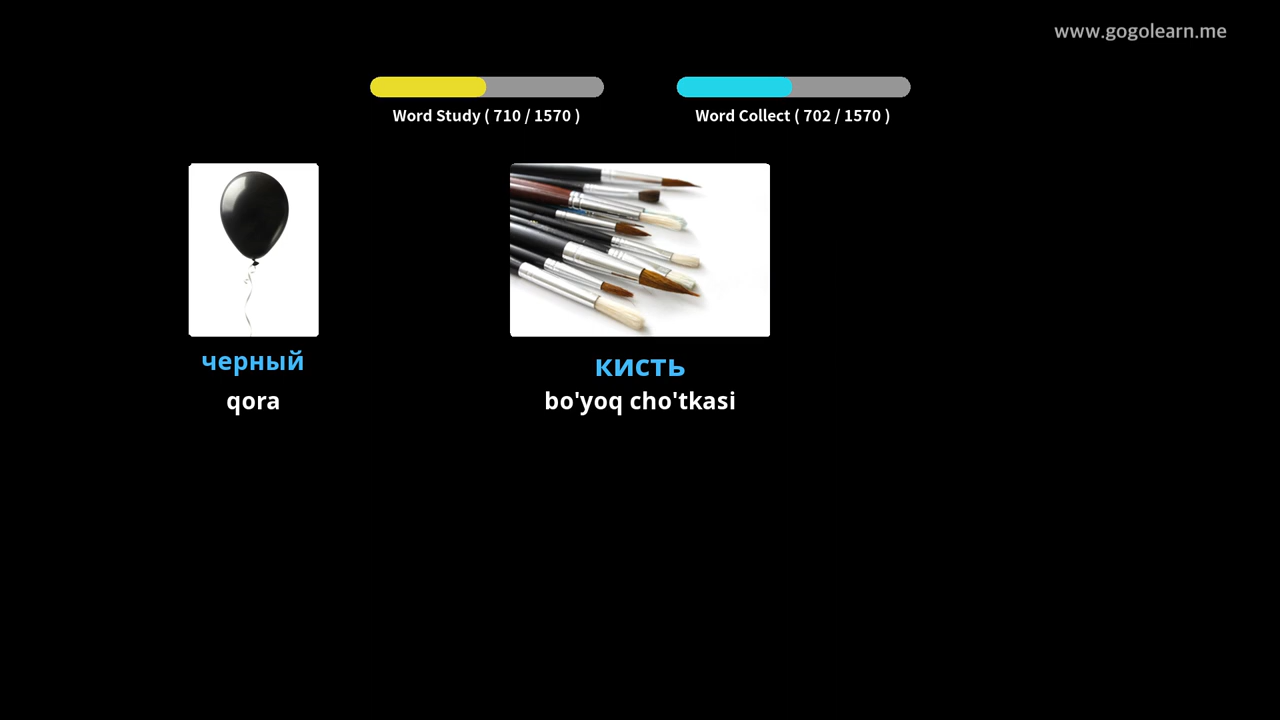 www.gogolearn.me
Word Study ( 710 / 1570 )
Word Collect ( 702 / 1570 )
черный
qora
кисть
bo'yoq cho'tkasi